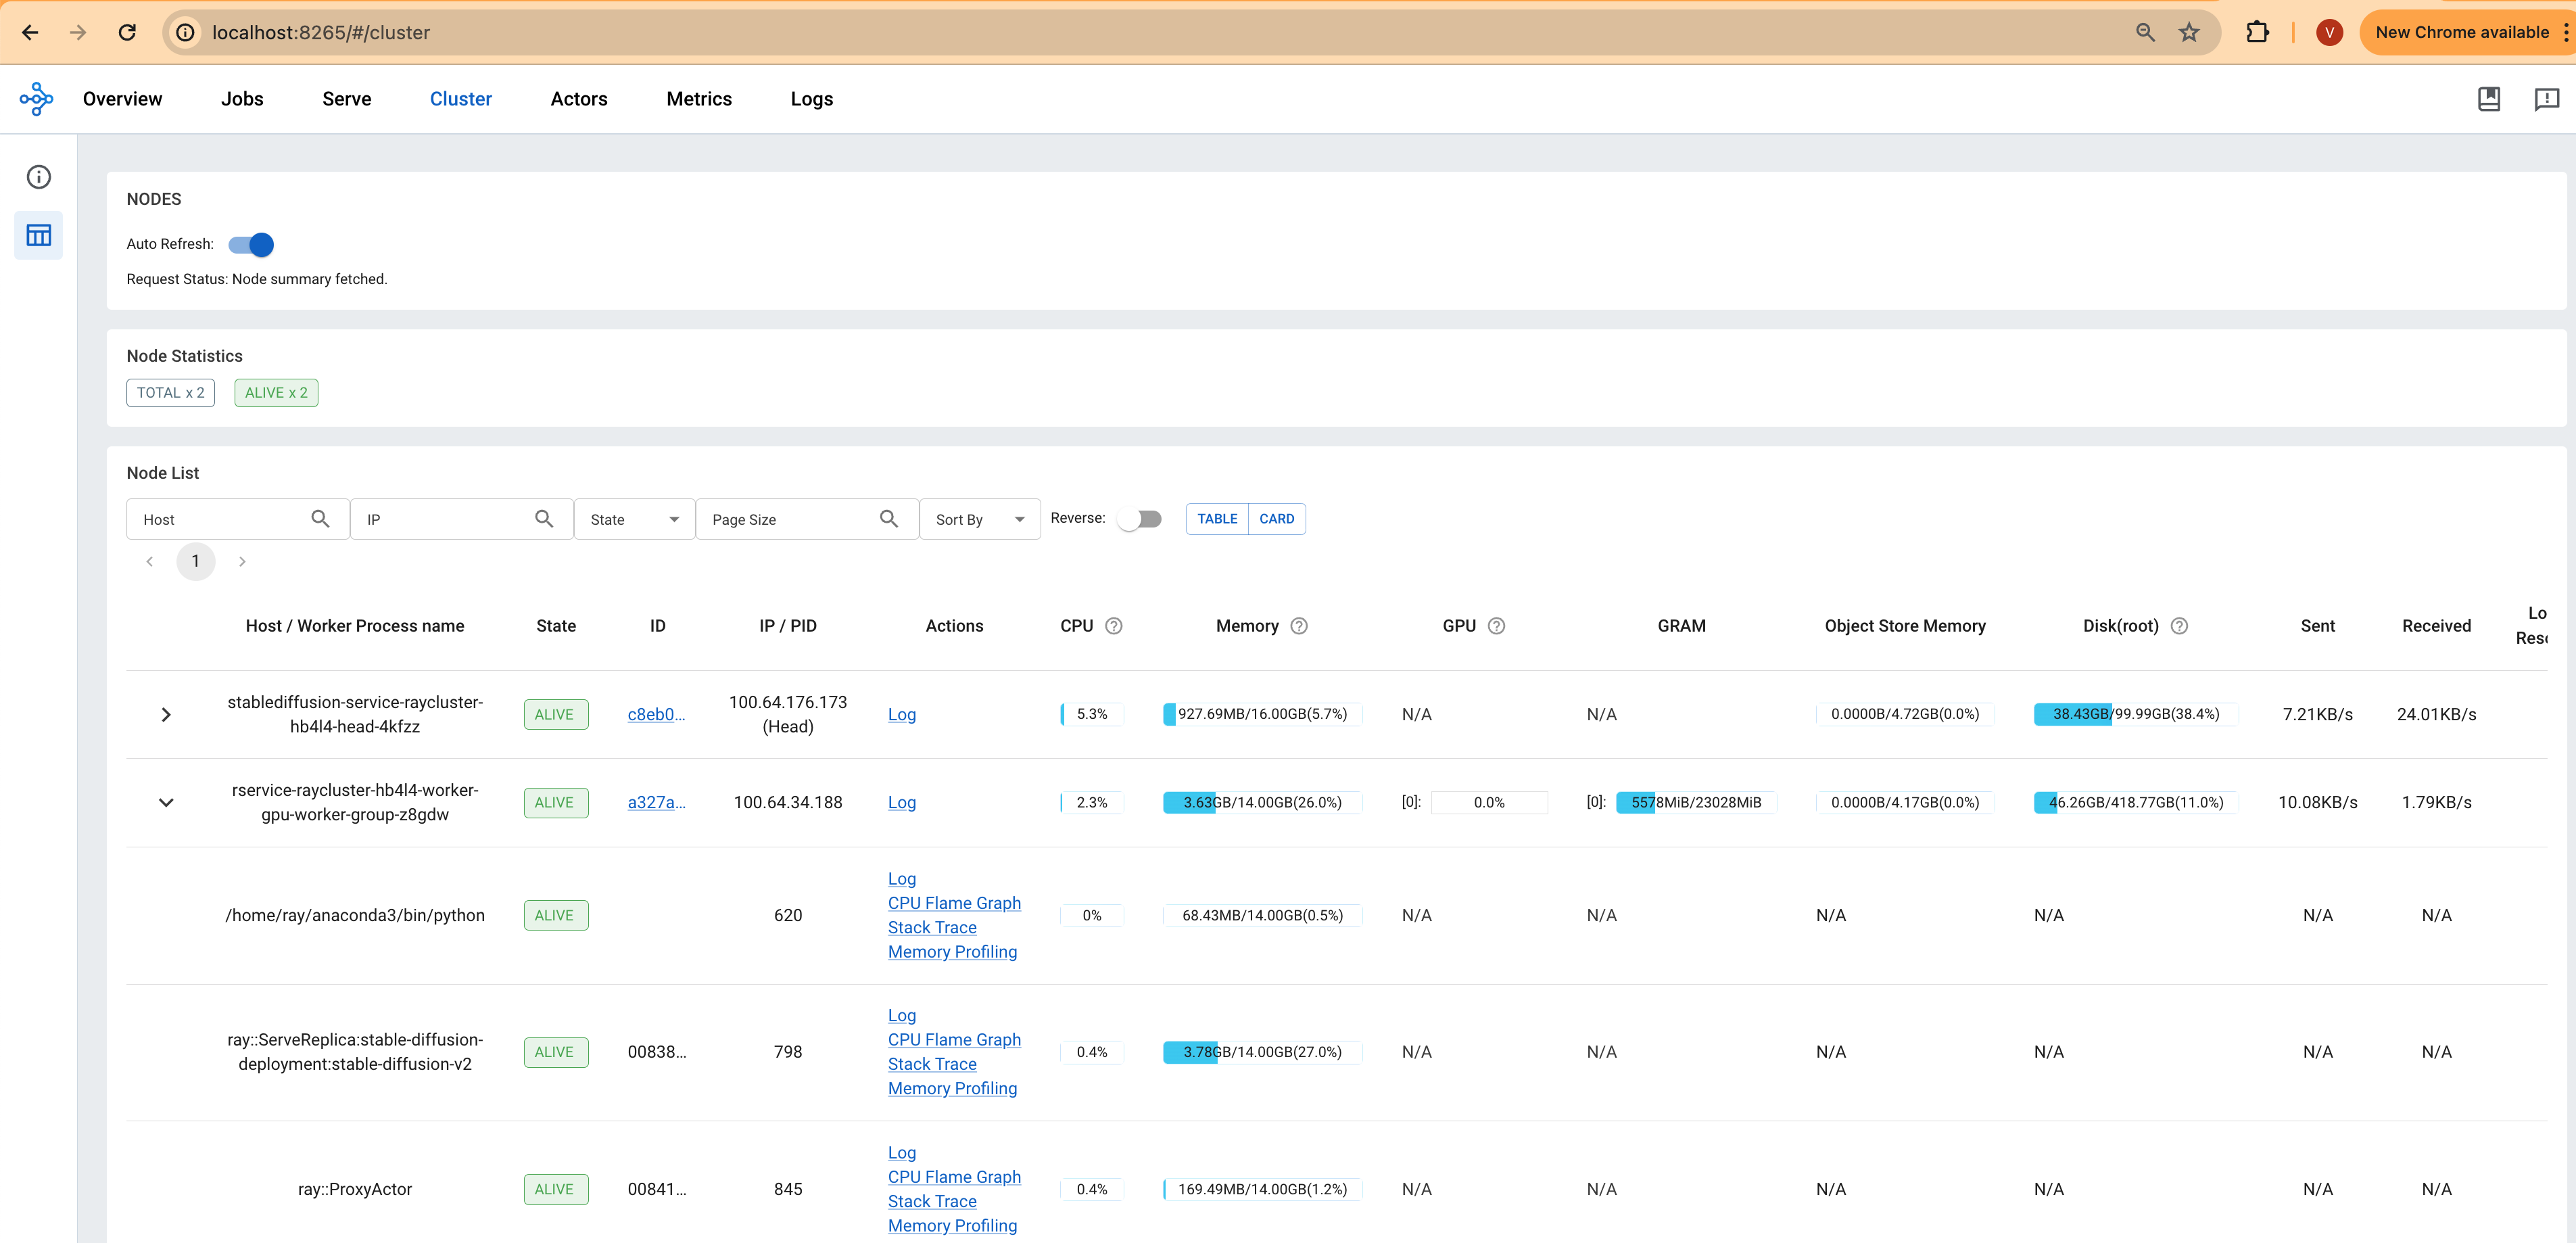 localhost:8265/#/cluster
V
New Chrome available
Overview Jobs Serve Cluster Actors Metrics Logs
NODES
Auto Refresh:
Request Status: Node summary fetched.
Node Statistics
TOTAL x 2 ALIVE x 2
Node List
Host IP State Page Size Sort By Reverse: TABLE CARD
1
Host / Worker Process name State ID IP / PID Actions CPU Memory GPU GRAM Object Store Memory Disk(root) Sent Received Lo
Res
stablediffusion-service-raycluster-
hb4l4-head-4kfzz
ALIVE c8eb0... 100.64.176.173
(Head)
Log 5.3% 927.69MB/16.00GB(5.7%) N/A N/A 0.0000B/4.72GB(0.0%) 38.43GB/99.99GB(38.4%) 7.21KB/s 24.01KB/s
rservice-raycluster-hb4l4-worker-
gpu-worker-group-z8gdw
ALIVE a327a... 100.64.34.188 Log 2.3% 3.63GB/14.00GB(26.0%) [0]: 0.0% [0]: 5578MiB/23028MiB 0.0000B/4.17GB(0.0%) 46.26GB/418.77GB(11.0%) 10.08KB/s 1.79KB/s
/home/ray/anaconda3/bin/python ALIVE 620
Log
CPU Flame Graph
Stack Trace
Memory Profiling
0% 68.43MB/14.00GB(0.5%) N/A N/A N/A N/A N/A N/A
ray::ServeReplica:stable-diffusion-
deployment:stable-diffusion-v2
ALIVE 00838... 798
Log
CPU Flame Graph
Stack Trace
Memory Profiling
0.4% 3.78GB/14.00GB(27.0%) N/A N/A N/A N/A N/A N/A
ray::ProxyActor ALIVE 00841... 845
Log
CPU Flame Graph
Stack Trace
Memory Profiling
0.4% 169.49MB/14.00GB(1.2%) N/A N/A N/A N/A N/A N/A